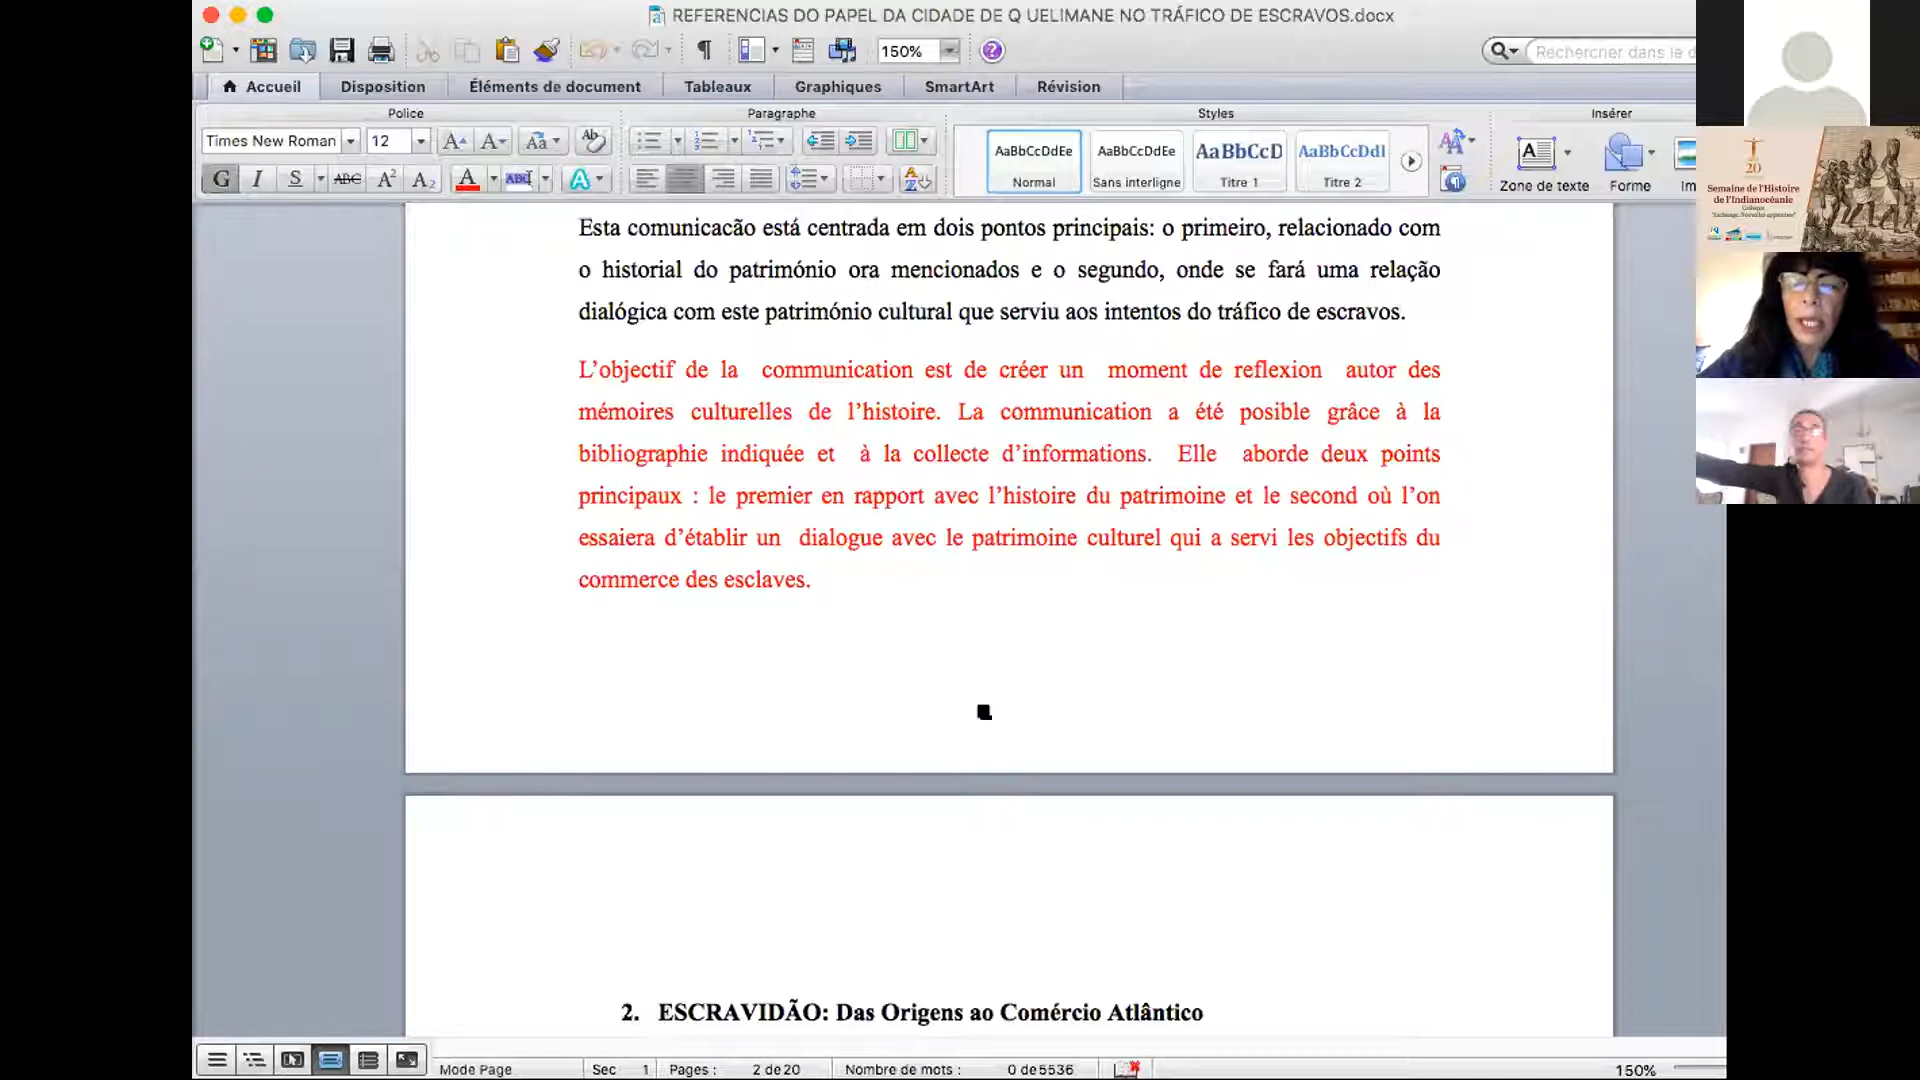 REFERENCIAS DO PAPEL DA CIDADE DE Q UELIMANE NO TRÁFICO DE ESCRAVOS.docx
150%
Rechercher dans le d
Accueil Disposition Éléments de document Tableaux Graphiques SmartArt Révision
Police Paragraphe Styles Insérer
Times New Roman 12
AaBbCcDdEe AaBbCcDdEe AaBbCcD AaBbCcDdI
Normal Sans interligne Titre 1 Titre 2
Zone de texte Forme Im
G I S ABC A² A₂ A ABC A
Esta comunicacão está centrada em dois pontos principais: o primeiro, relacionado com
o historial do património ora mencionados e o segundo, onde se fará uma relação
dialógica com este património cultural que serviu aos intentos do tráfico de escravos.
L’objectif de la communication est de créer un moment de reflexion autor des
mémoires culturelles de l’histoire. La communication a été posible grâce à la
bibliographie indiquée et à la collecte d’informations. Elle aborde deux points
principaux : le premier en rapport avec l’histoire du patrimoine et le second où l’on
essaiera d’établir un dialogue avec le patrimoine culturel qui a servi les objectifs du
commerce des esclaves.
2. ESCRAVIDÃO: Das Origens ao Comércio Atlântico
Mode Page Sec 1 Pages : 2 de 20 Nombre de mots : 0 de 5536 150%
20
Semaine de l'Histoire
de l'Indianocéanie